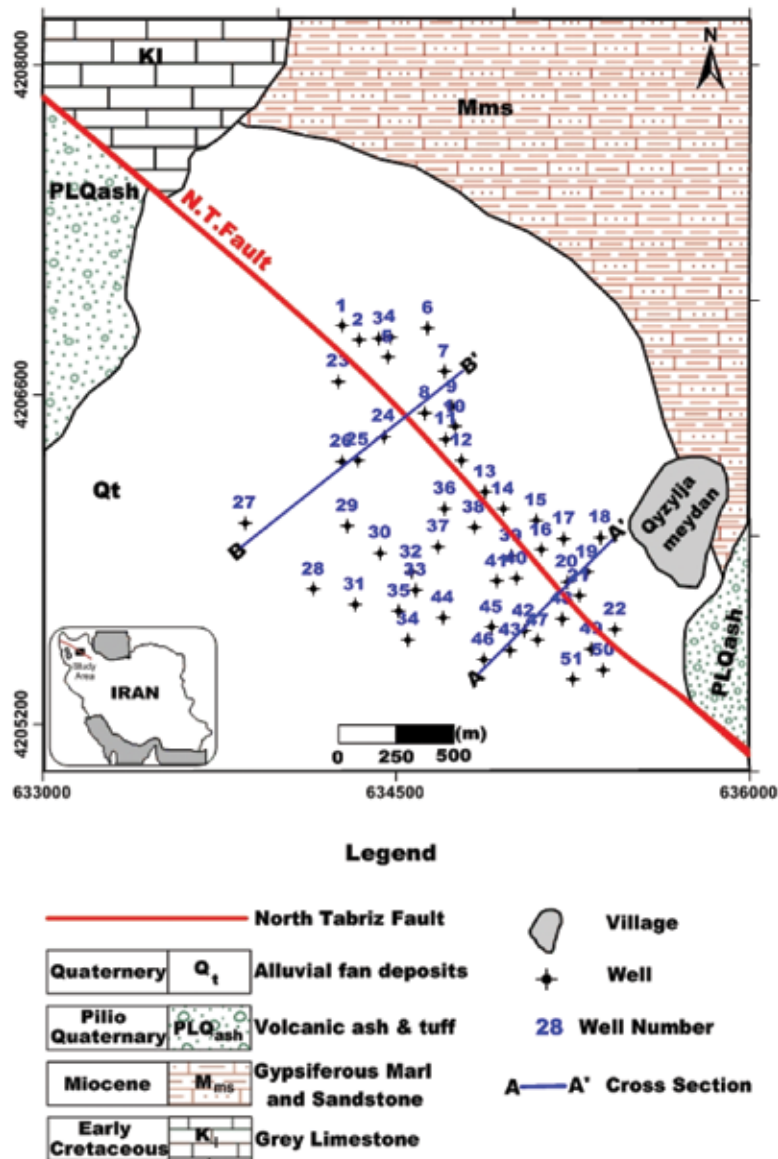 Kl
N
4208000
Mms
PLQash
N.T.Fault
1
2
3
4
5
6
7
B'
23
8
9
4206600
10
11
24
12
25
26
13
Qt
36
14
27
29
38
15
17
18
A'
Qyzylja
meydan
B
37
39
16
30
32
41
40
20
19
28
33
21
31
35
44
48
45
42
22
34
47
49
PLQash
46
43
50
51
A
Study
Area
IRAN
4205200
(m)
0
250
500
633000
634500
636000
Legend
North Tabriz Fault
Village
Quaternery
Qt
Alluvial fan deposits
Well
Pilio
Quaternary
PLQash
Volcanic ash & tuff
28
Well Number
Miocene
Mms
Gypsiferous Marl
and Sandstone
A
A'
Cross Section
Early
Cretaceous
Kl
Grey Limestone